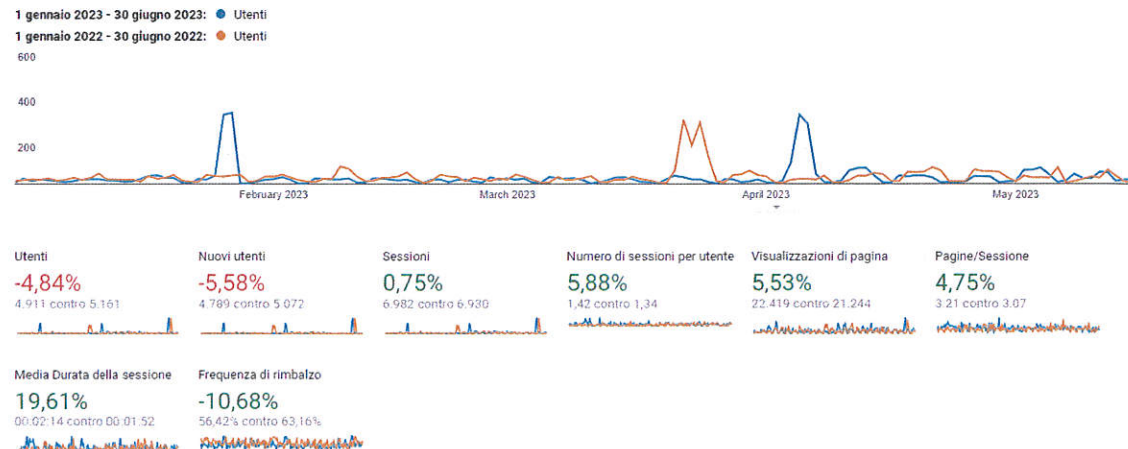 1 gennaio 2023 - 30 giugno 2023: Utenti
1 gennaio 2022 - 30 giugno 2022: Utenti
600
400
200
February 2023 March 2023 April 2023 May 2023
Utenti Nuovi utenti Sessioni Numero di sessioni per utente Visualizzazioni di pagina Pagine/Sessione
-4,84% -5,58% 0,75% 5,88% 5,53% 4,75%
4.911 contro 5.161 4.789 contro 5.072 6.982 contro 6.930 1,42 contro 1,34 22.419 contro 21.244 3,21 contro 3,07
Media Durata della sessione Frequenza di rimbalzo
19,61% -10,68%
00:02:14 contro 00:01:52 56,42% contro 63,16%